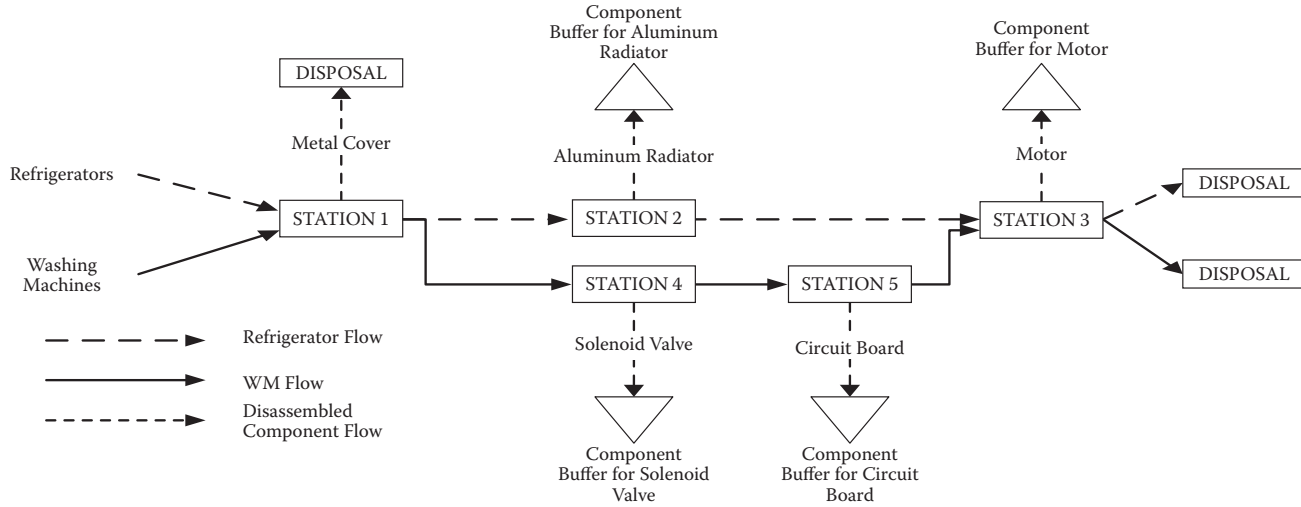 Component
Buffer for Aluminum
Radiator
Component
Buffer for Motor
DISPOSAL
Metal Cover
Aluminum Radiator
Motor
Refrigerators
DISPOSAL
STATION 1
STATION 2
STATION 3
Washing
Machines
STATION 4
STATION 5
DISPOSAL
Refrigerator Flow
Solenoid Valve
Circuit Board
WM Flow
Disassembled
Component Flow
Component
Buffer for Solenoid
Valve
Component
Buffer for Circuit
Board